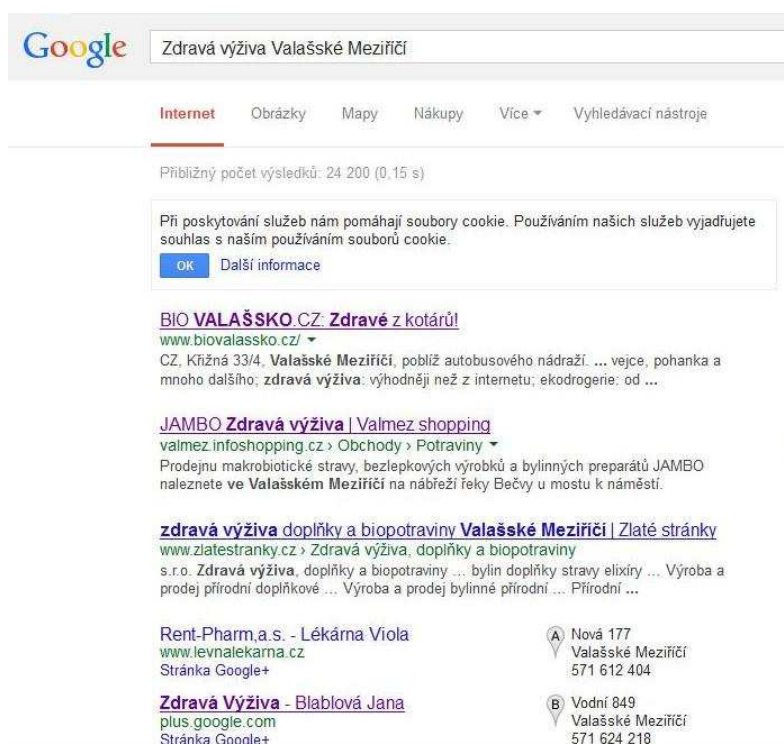 Google
Zdravá výživa Valašské Meziříčí
Internet Obrázky Mapy Nákupy Více Vyhledávací nástroje
Přibližný počet výsledků: 24 200 (0,15 s)
Při poskytování služeb nám pomáhají soubory cookie. Používáním našich služeb vyjadřujete
souhlas s naším používáním souborů cookie.
OK Další informace
BIO VALAŠSKO.CZ: Zdravé z kotárů!
www.biovalassko.cz/
CZ, Křižná 33/4, Valašské Meziříčí, poblíž autobusového nádraží. ... vejce, pohanka a
mnoho dalšího; zdravá výživa: výhodněji než z internetu; ekodrogerie: od ...
JAMBO Zdravá výživa | Valmez shopping
valmez.infoshopping.cz › Obchody › Potraviny
Prodejnu makrobiotické stravy, bezlepkových výrobků a bylinných preparátů JAMBO
naleznete ve Valašském Meziříčí na nábřeží řeky Bečvy u mostu k náměstí.
zdravá výživa doplňky a biopotraviny Valašské Meziříčí | Zlaté stránky
www.zlatestranky.cz › Zdravá výživa, doplňky a biopotraviny
s.r.o. Zdravá výživa, doplňky a biopotraviny ... bylin doplňky stravy elixíry ... Výroba a
prodej přírodní doplňkové ... Výroba a prodej bylinné přírodní ... Přírodní ...
Rent-Pharm,a.s. - Lékárna Viola A Nová 177
www.levnalekarna.cz Valašské Meziříčí
Stránka Google+ 571 612 404
Zdravá Výživa - Blablová Jana B Vodní 849
plus.google.com Valašské Meziříčí
Stránka Google+ 571 624 218